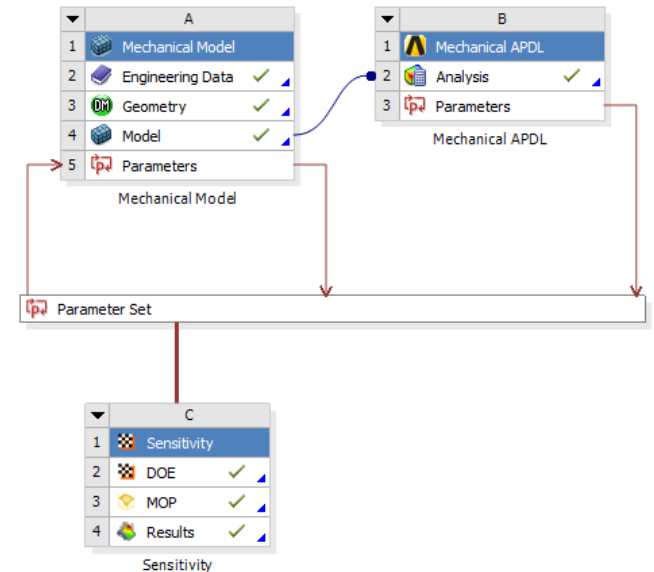 A
1 Mechanical Model
2 Engineering Data
3 DM Geometry
4 Model
5 Parameters
Mechanical Model
B
1 Mechanical APDL
2 Analysis
3 Parameters
Mechanical APDL
Parameter Set
C
1 Sensitivity
2 DOE
3 MOP
4 Results
Sensitivity